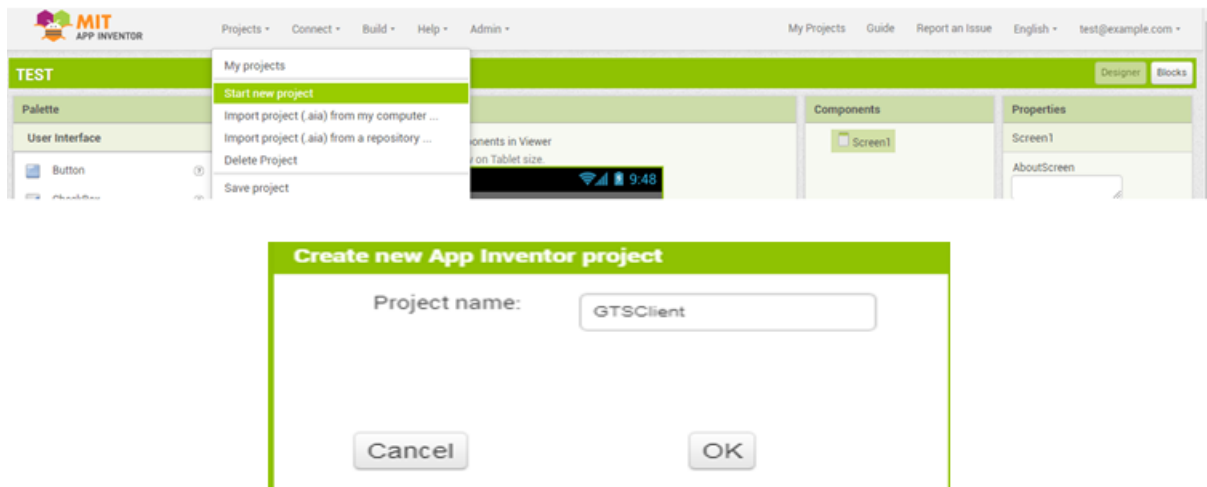 MIT
APP INVENTOR
Projects Connect Build Help Admin My Projects Guide Report an Issue English test@example.com
TEST
My projects
Designer Blocks
Start new project
Palette
Components
Properties
Import project (.aia) from my computer ...
User Interface
Import project (.aia) from a repository ...
onents in Viewer
Screen1
Screen1
Button
Delete Project
on Tablet size.
AboutScreen
9:48
Save project
CheckBox
Create new App Inventor project
Project name:
GTSClient
Cancel OK